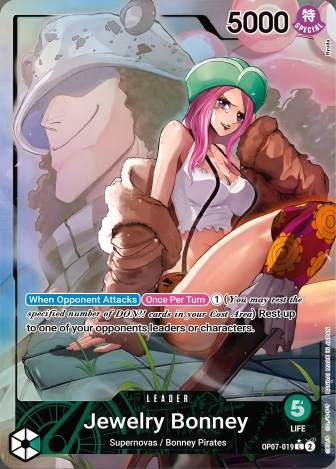 5000
特
SPECIAL
When Opponent Attacks Once Per Turn ① (You may rest the
specified number of DON!! cards in your Cost Area) Rest up
to one of your opponents leaders or characters.
LEADER
5
Jewelry Bonney
LIFE
Supernovas / Bonney Pirates
OP07-019 L 2